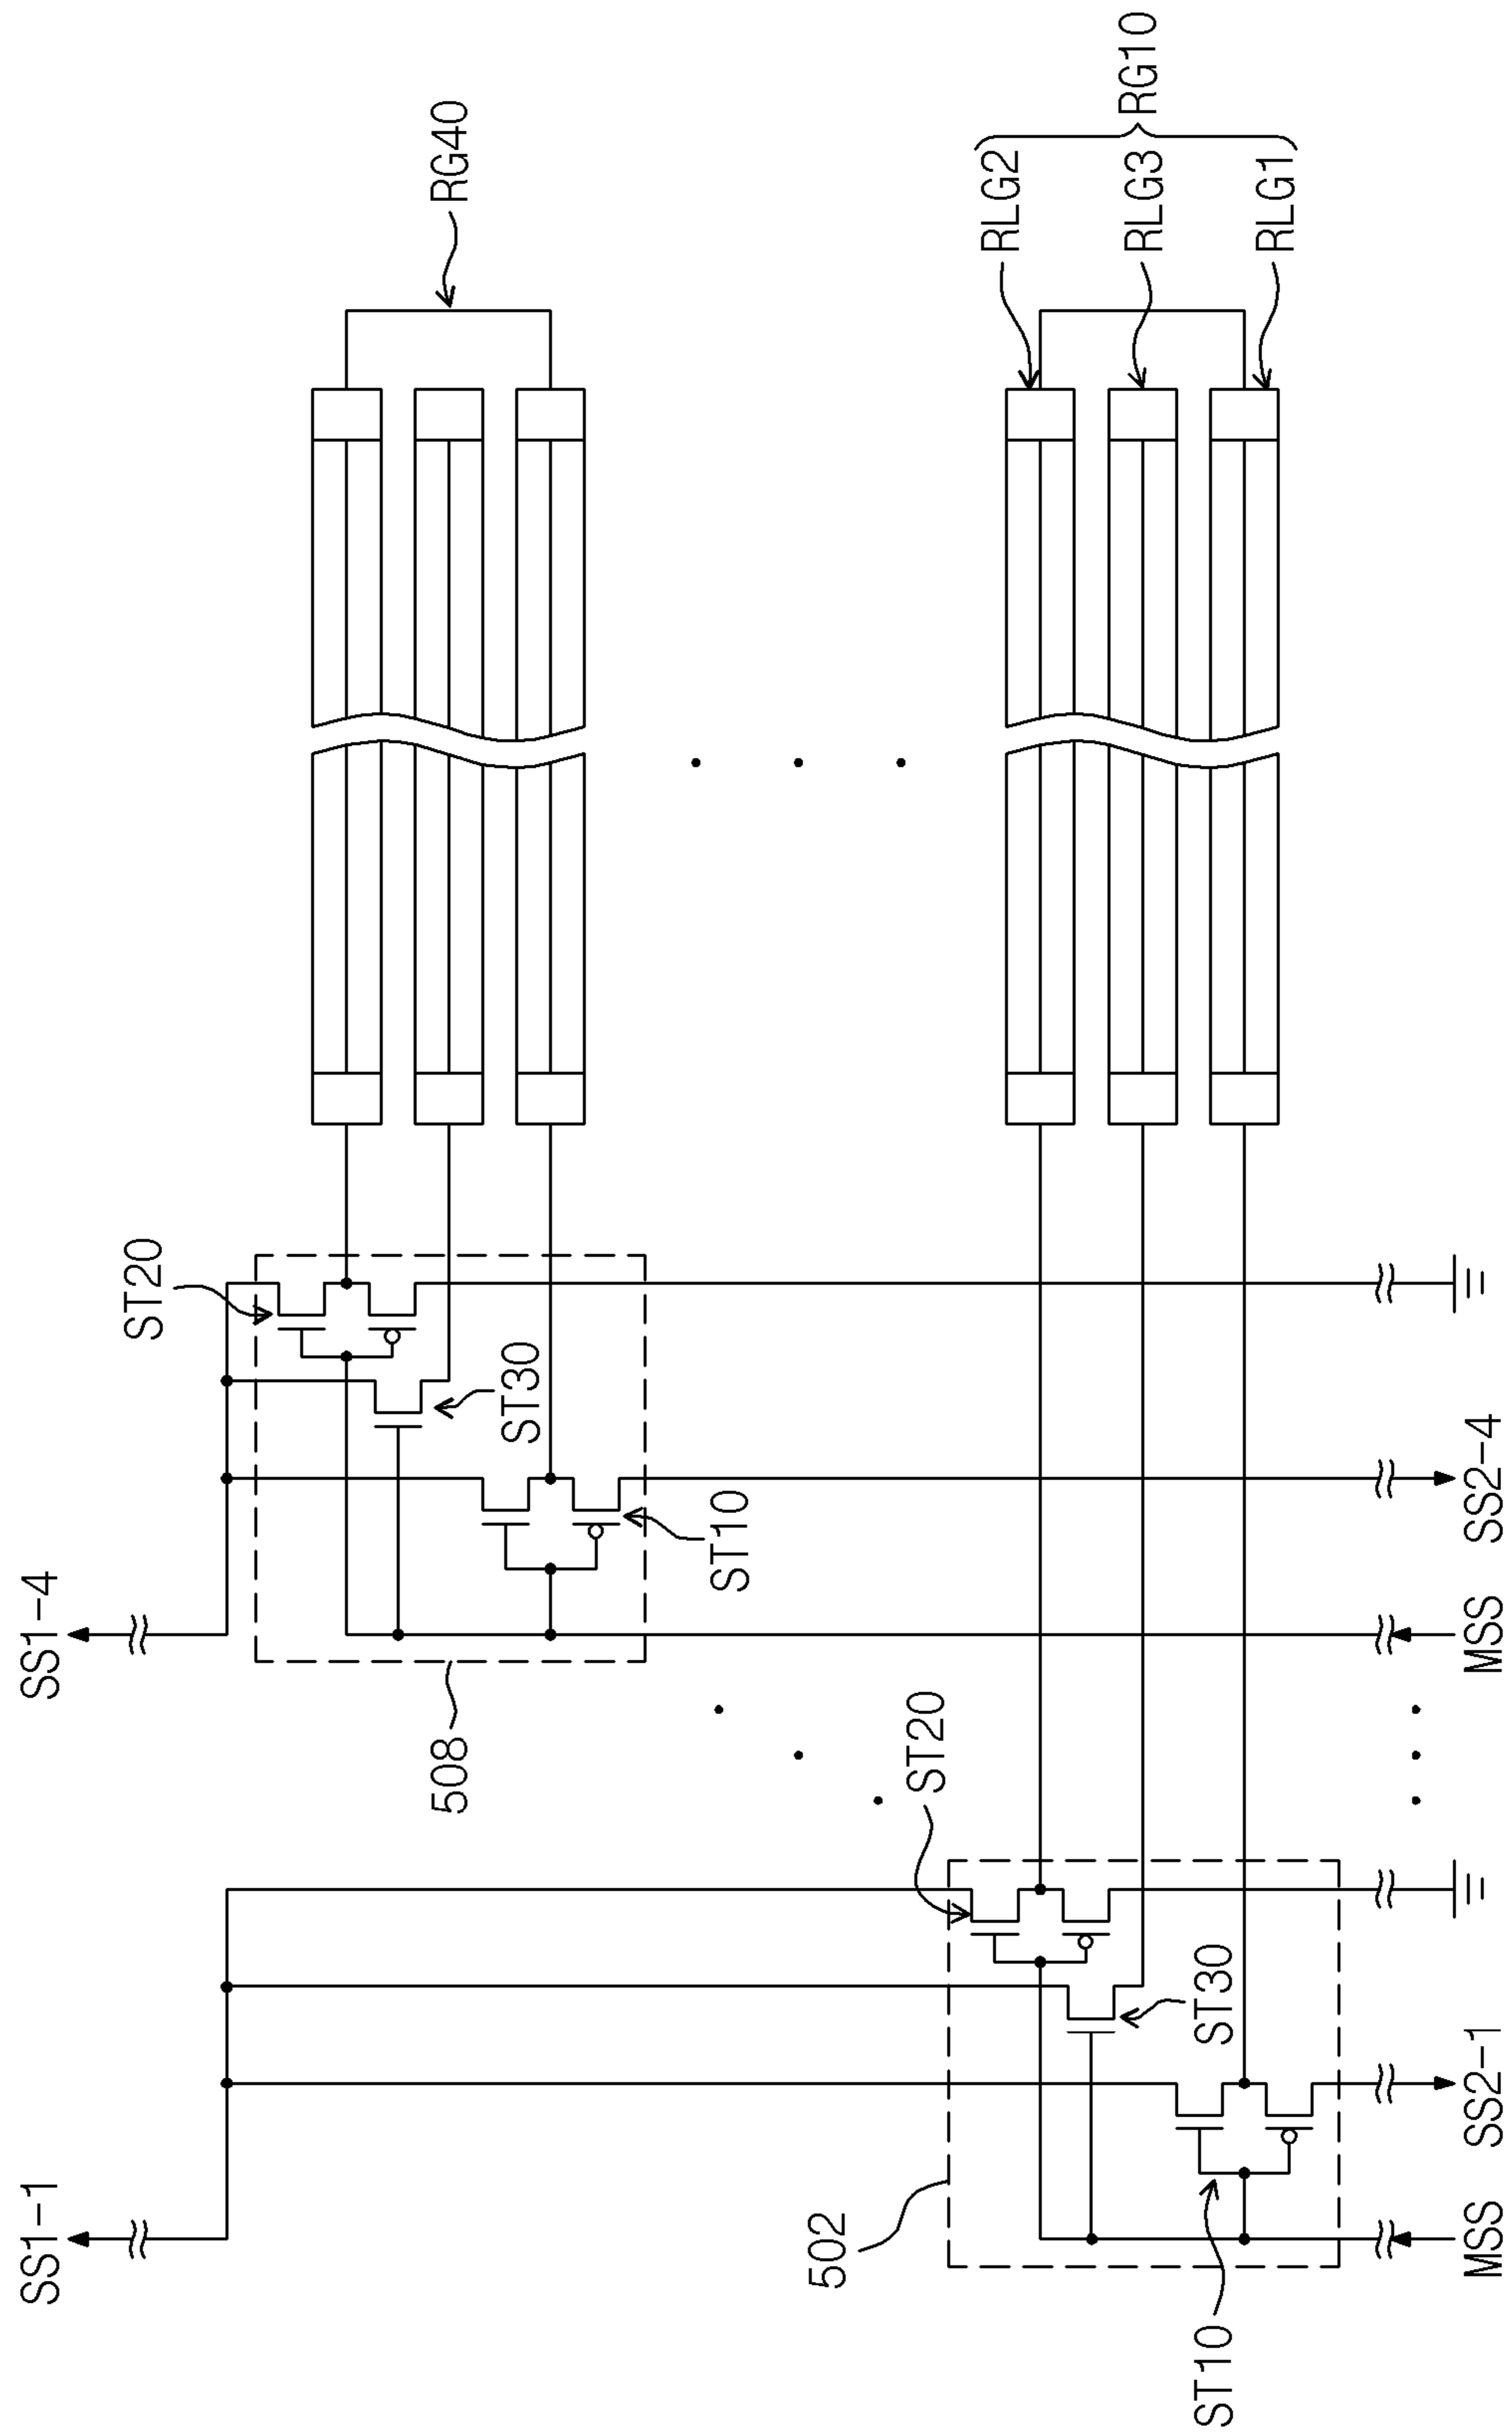 RG10
RG40
RLG2
RLG3
RLG1
ST20
ST30
ST10
SS1-4
508
SS2-4
MSS
ST20
ST30
502
SS1-1
ST10
SS2-1
MSS